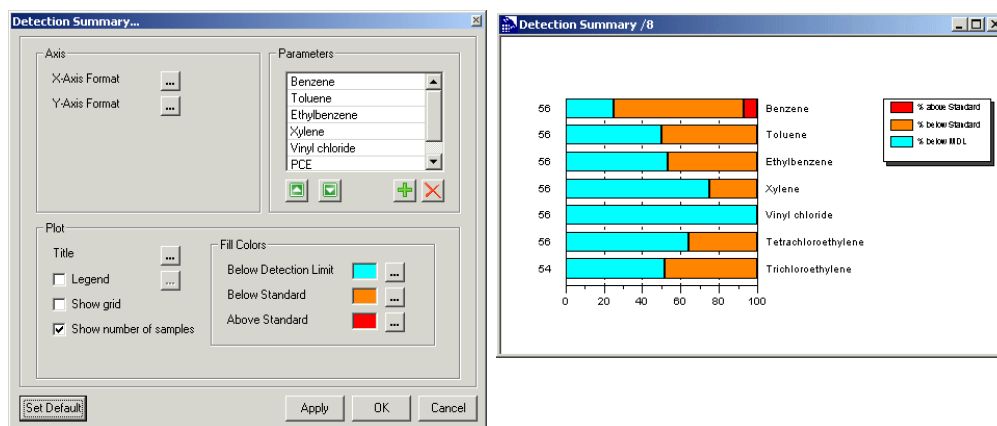 Detection Summary...
Axis
X-Axis Format
...
Y-Axis Format
...
Parameters
Benzene
Toluene
Ethylbenzene
Xylene
Vinyl chloride
PCE
Plot
Title
...
Legend
...
Show grid
Show number of samples
Fill Colors
Below Detection Limit
...
Below Standard
...
Above Standard
...
Set Default
Apply
OK
Cancel
Detection Summary /8
56 Benzene
56 Toluene
56 Ethylbenzene
56 Xylene
56 Vinyl chloride
56 Tetrachloroethylene
54 Trichloroethylene
0 20 40 60 80 100
% above Standard
% below Standard
% below MDL